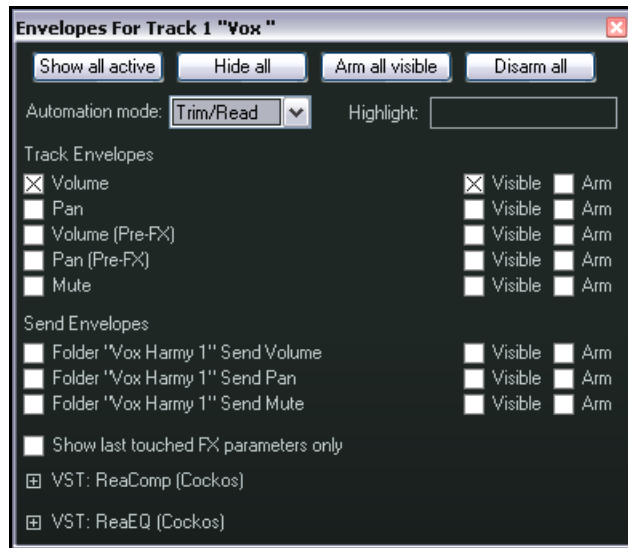 Envelopes For Track 1 "Vox "
Show all active Hide all Arm all visible Disarm all
Automation mode: Trim/Read Highlight:
Track Envelopes
Volume Visible Arm
Pan Visible Arm
Volume (Pre-FX) Visible Arm
Pan (Pre-FX) Visible Arm
Mute Visible Arm
Send Envelopes
Folder "Vox Harmy 1" Send Volume Visible Arm
Folder "Vox Harmy 1" Send Pan Visible Arm
Folder "Vox Harmy 1" Send Mute Visible Arm
Show last touched FX parameters only
VST: ReaComp (Cockos)
VST: ReaEQ (Cockos)